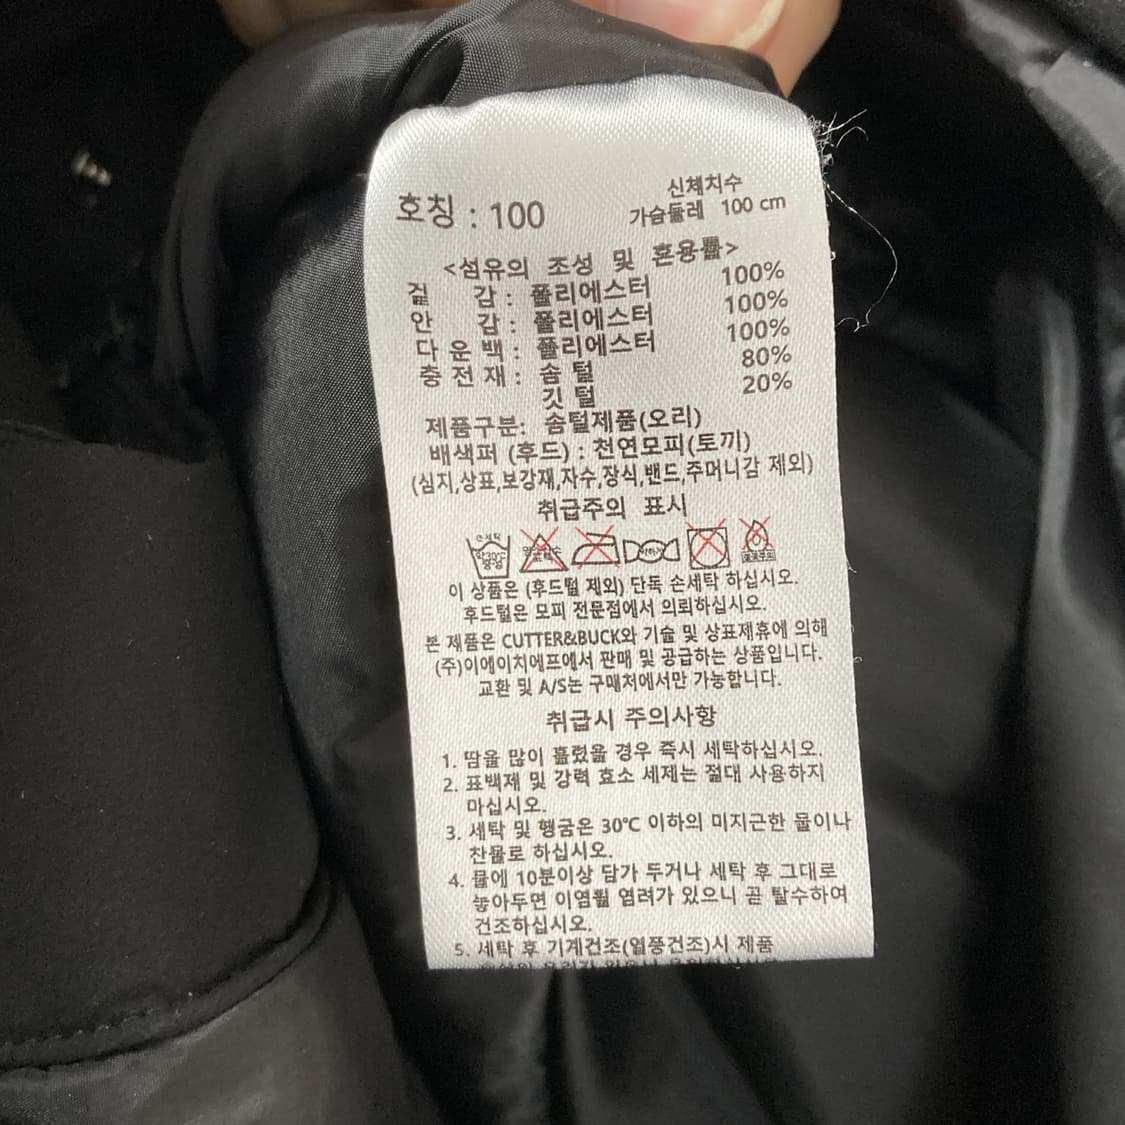 신체치수
호칭 : 100 가슴둘레 100 cm
<섬유의 조성 및 혼용률>
겉 감 : 폴리에스터 100%
안 감 : 폴리에스터 100%
다 운 백 : 폴리에스터 100%
충 전 재 : 솜 털 80%
깃 털 20%
제품구분: 솜털제품(오리)
배색퍼 (후드) : 천연모피(토끼)
(심지,상표,보강재,자수,장식,밴드,주머니감 제외)
취급주의 표시
손세탁
약30℃
중성
이 상품은 (후드털 제외) 단독 손세탁 하십시오.
후드털은 모피 전문점에서 의뢰하십시오.
본 제품은 CUTTER&BUCK와 기술 및 상표제휴에 의해
(주)이에이치에프에서 판매 및 공급하는 상품입니다.
교환 및 A/S는 구매처에서만 가능합니다.
취급시 주의사항
1. 땀을 많이 흘렸을 경우 즉시 세탁하십시오.
2. 표백제 및 강력 효소 세제는 절대 사용하지
마십시오.
3. 세탁 및 헹굼은 30℃ 이하의 미지근한 물이나
찬물로 하십시오.
4. 물에 10분이상 담가 두거나 세탁 후 그대로
놓아두면 이염될 염려가 있으니 곧 탈수하여
건조하십시오.
5. 세탁 후 기계건조(열풍건조)시 제품